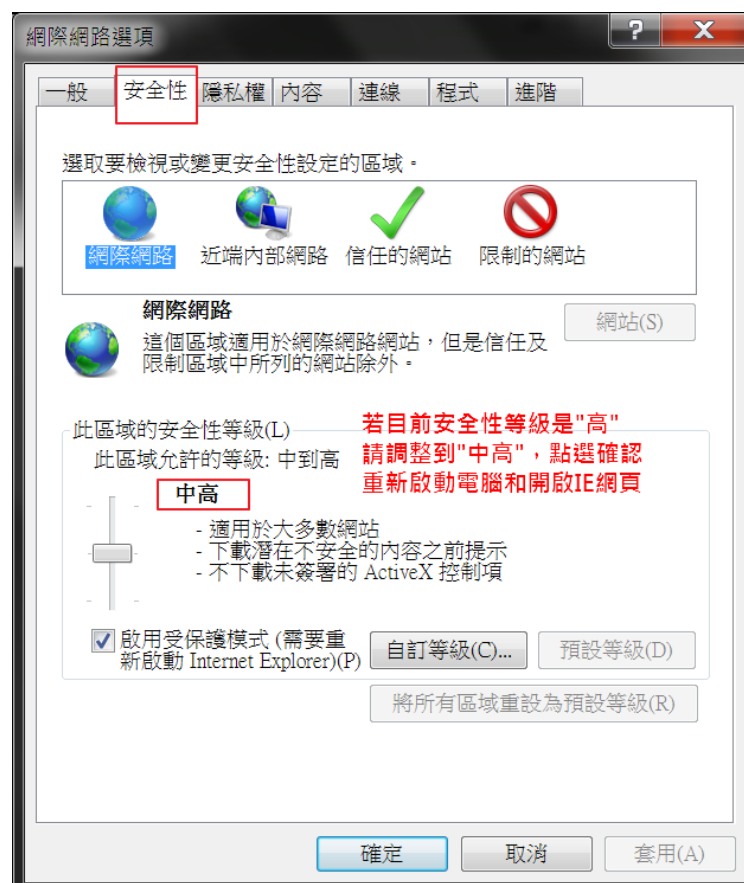 網際網路選項
一般 安全性 隱私權 內容 連線 程式 進階
選取要檢視或變更安全性設定的區域。
網際網路 近端內部網路 信任的網站 限制的網站
網際網路
這個區域適用於網際網路網站，但是信任及
限制區域中所列的網站除外。
網站(S)
此區域的安全性等級(L)
此區域允許的等級: 中到高
若目前安全性等級是"高"
請調整到"中高"，點選確認
重新啟動電腦和開啟IE網頁
中高
- 適用於大多數網站
- 下載潛在不安全的內容之前提示
- 不下載未簽署的 ActiveX 控制項
啟用受保護模式 (需要重
新啟動 Internet Explorer)(P)
自訂等級(C)... 預設等級(D)
將所有區域重設為預設等級(R)
確定 取消 套用(A)